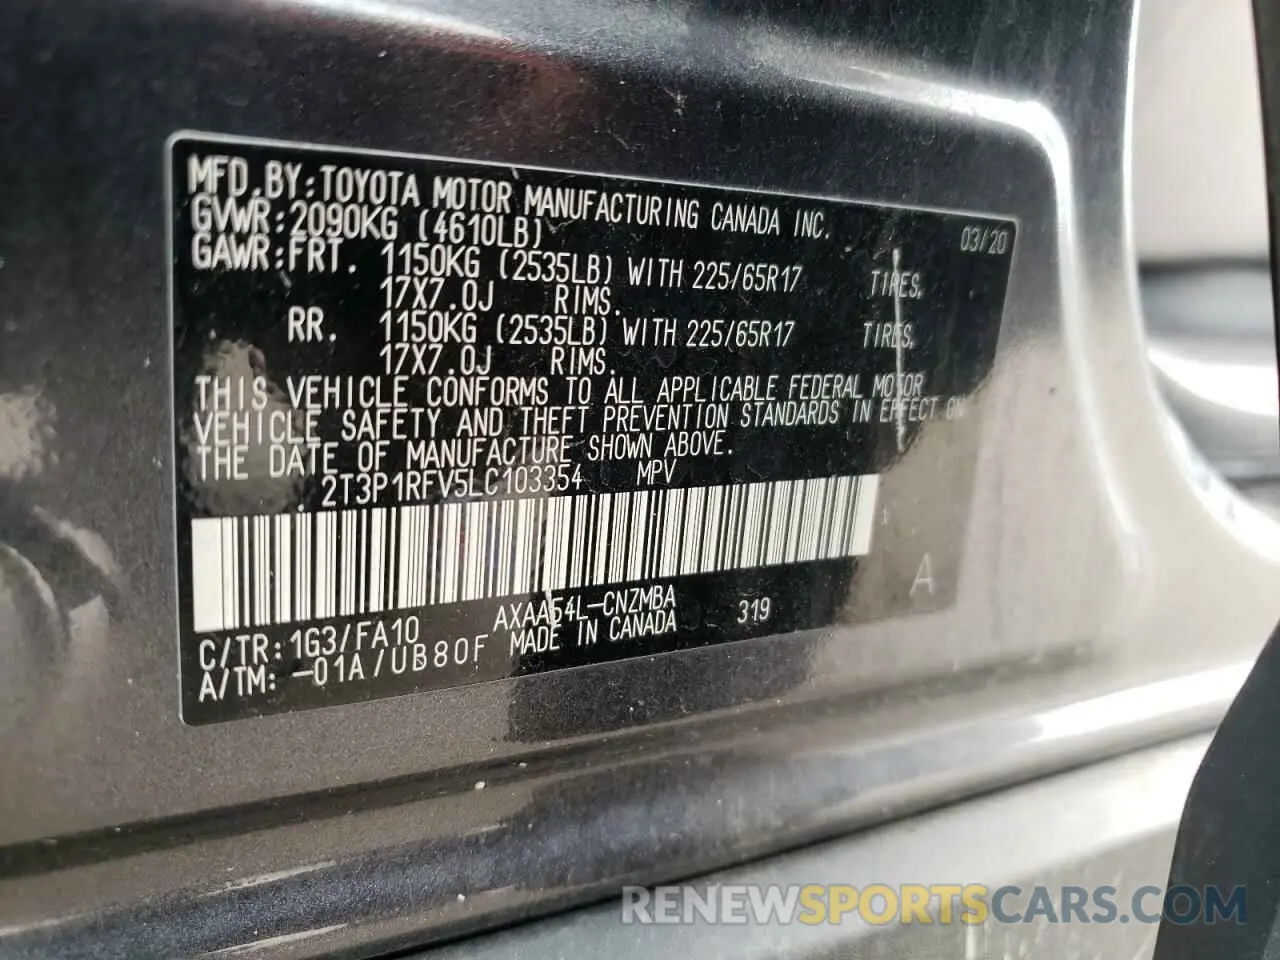 MFD.BY:TOYOTA MOTOR MANUFACTURING CANADA INC.
GVWR:2090KG (4610LB) 03/20
GAWR:FRT. 1150KG (2535LB) WITH 225/65R17 TIRES,
17X7.0J RIMS.
RR. 1150KG (2535LB) WITH 225/65R17 TIRES,
17X7.0J RIMS.
THIS VEHICLE CONFORMS TO ALL APPLICABLE FEDERAL MOTOR
VEHICLE SAFETY AND THEFT PREVENTION STANDARDS IN EFFECT ON
THE DATE OF MANUFACTURE SHOWN ABOVE.
2T3P1RFV5LC103354 MPV
A
C/TR: 1G3/FA10 AXAA54L-CNZMBA 319
A/TM: -01A/UB80F MADE IN CANADA
RENEWSPORTSCARS.COM